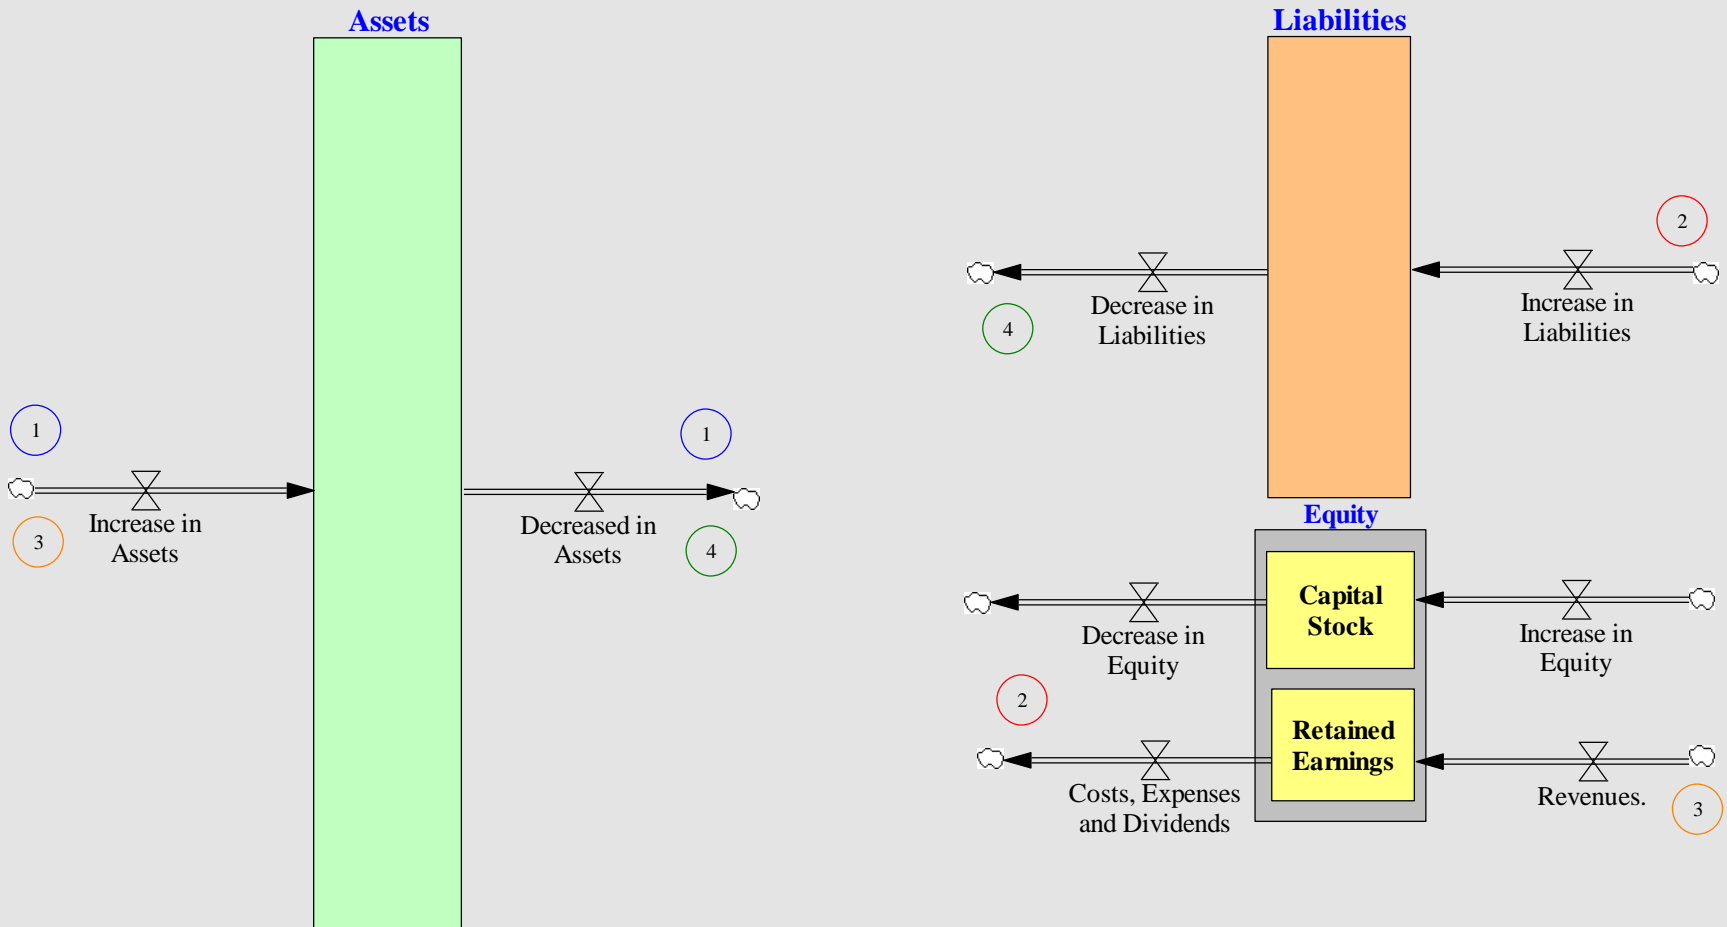 Assets
1
Increase in
Assets
3
1
Decreased in
Assets
4
Liabilities
Decrease in
Liabilities
4
2
Increase in
Liabilities
Equity
Capital
Stock
Decrease in
Equity
Increase in
Equity
Retained
Earnings
2
Costs, Expenses
and Dividends
Revenues.
3